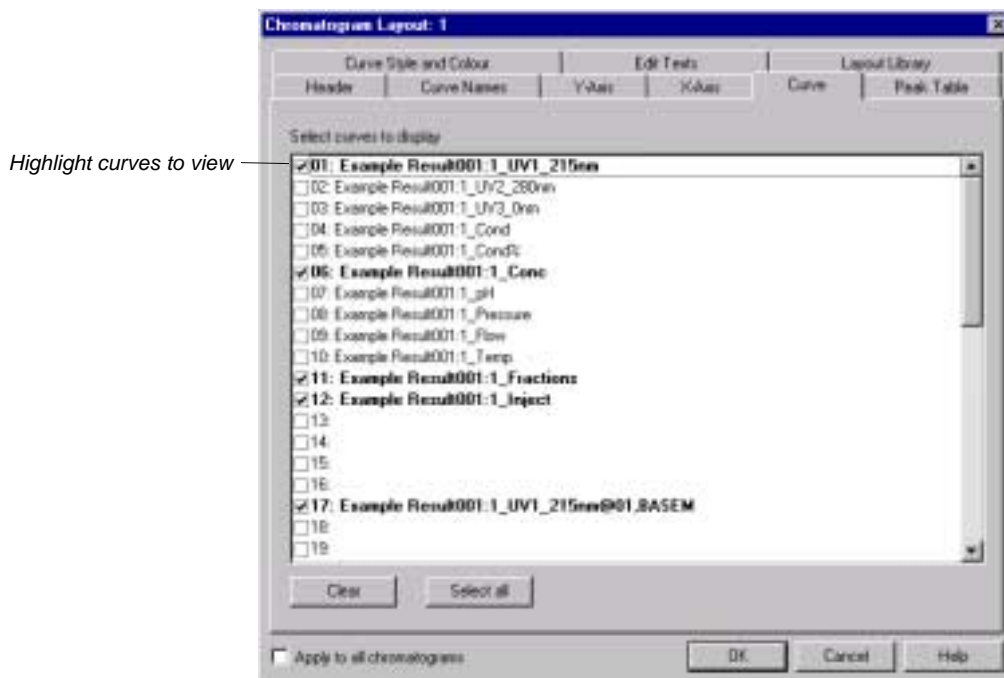 Chromatogram Layout: 1
Curve Style and Colour
Edit Texts
Layout Library
Header
Curve Names
Y-Axis
X-Axis
Curve
Peak Table
Select curves to display
Highlight curves to view
01: Example Result001:1_UV1_215nm
02: Example Result001:1_UV2_280nm
03: Example Result001:1_UV3_0nm
04: Example Result001:1_Cond
05: Example Result001:1_Cond%
06: Example Result001:1_Conc
07: Example Result001:1_pH
08: Example Result001:1_Pressure
09: Example Result001:1_Flow
10: Example Result001:1_Temp
11: Example Result001:1_Fractions
12: Example Result001:1_Inject
13:
14:
15:
16:
17: Example Result001:1_UV1_215nm@01,BASEM
18:
19:
Clear
Select all
Apply to all chromatograms
OK
Cancel
Help